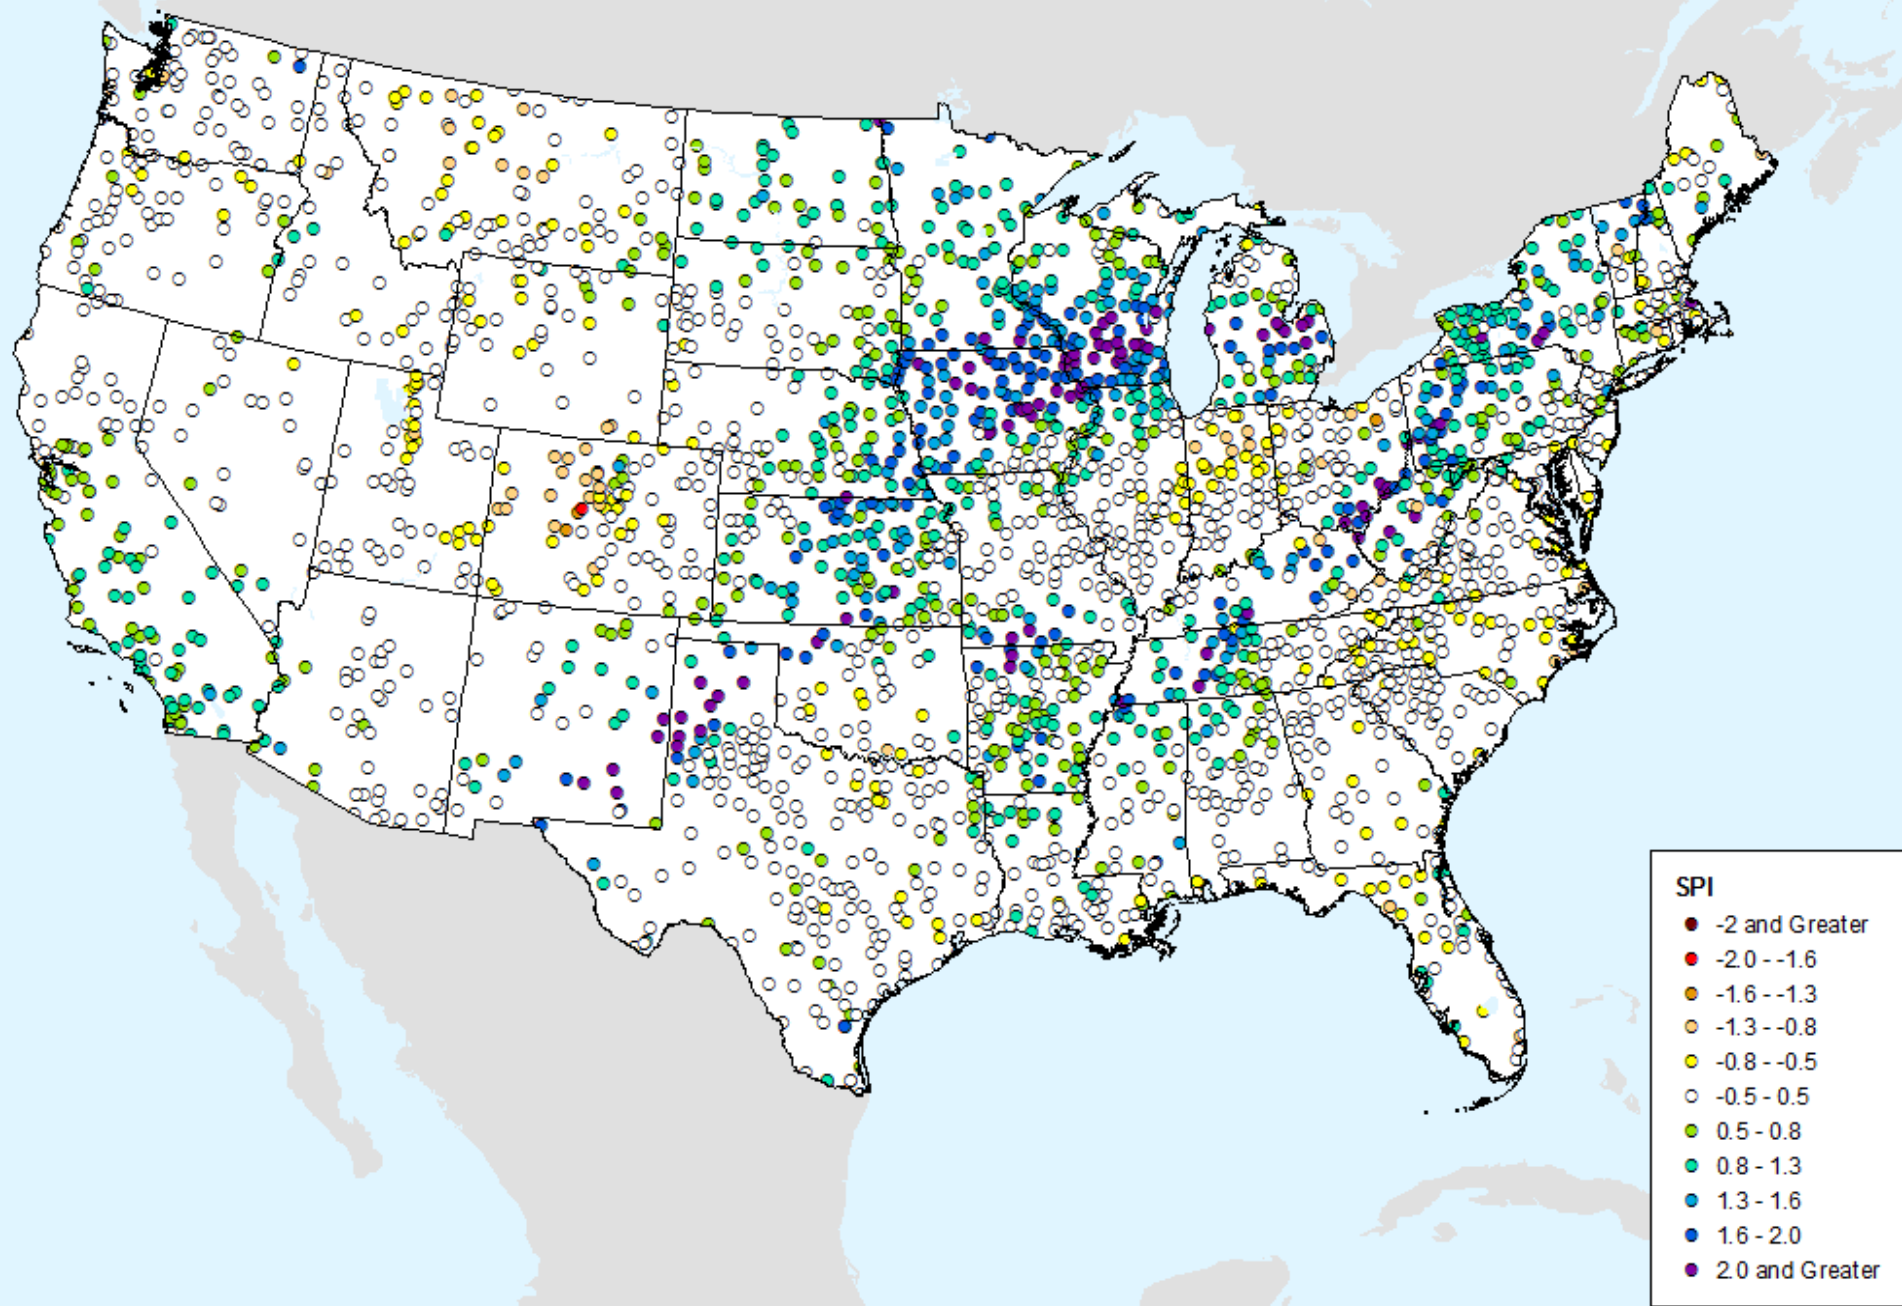 SPI
-2 and Greater
-2.0 - -1.6
-1.6 - -1.3
-1.3 - -0.8
-0.8 - -0.5
-0.5 - 0.5
0.5 - 0.8
0.8 - 1.3
1.3 - 1.6
1.6 - 2.0
2.0 and Greater